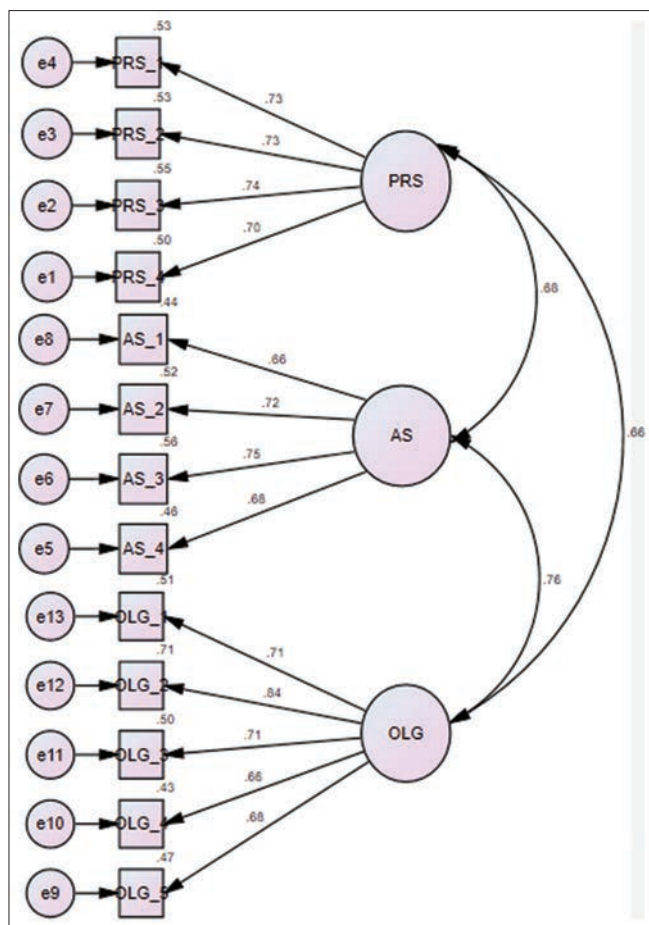 .53
e4 PRS_1
.73
.53
e3 PRS_2
.73
PRS
.55
e2 PRS_3
.74
.50
.70
e1 PRS_4
.68
.44
e8 AS_1
.66
.52
e7 AS_2
.72
AS
.66
.56
e6 AS_3
.75
.46
.68
e5 AS_4
.76
.51
e13 OLG_1
.71
.71
e12 OLG_2
.84
OLG
.50
e11 OLG_3
.71
.43
.66
e10 OLG_4
.68
.47
e9 OLG_5